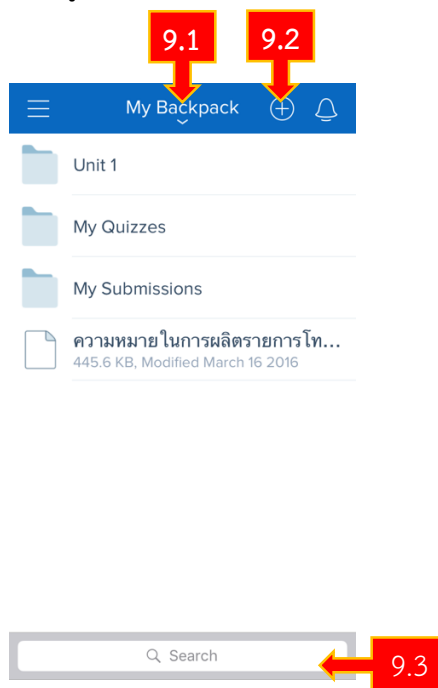 9.1
9.2
My Backpack
Unit 1
My Quizzes
My Submissions
ความหมายในการผลิตรายการโท...
445.6 KB, Modified March 16 2016
Search
9.3